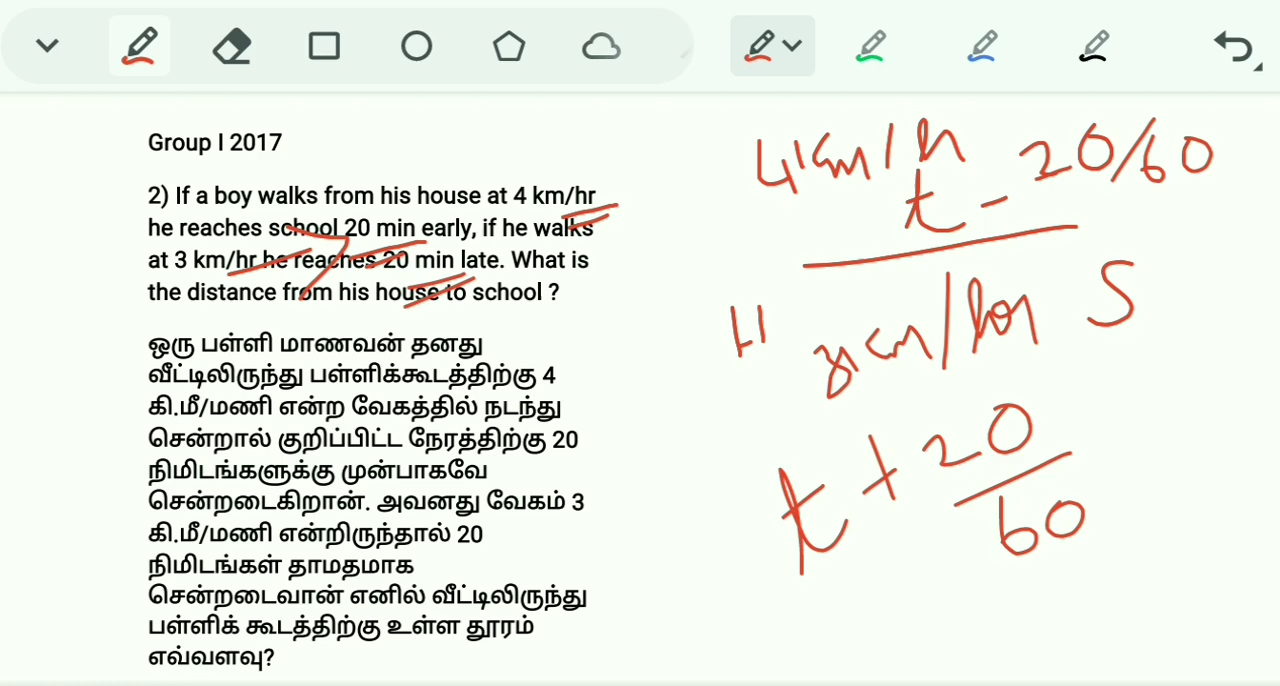 Group I 2017
2) If a boy walks from his house at 4 km/hr
he reaches school 20 min early, if he walks
at 3 km/hr he reaches 20 min late. What is
the distance from his house to school ?
ஒரு பள்ளி மாணவன் தனது
வீட்டிலிருந்து பள்ளிக்கூடத்திற்கு 4
கி.மீ/மணி என்ற வேகத்தில் நடந்து
சென்றால் குறிப்பிட்ட நேரத்திற்கு 20
நிமிடங்களுக்கு முன்பாகவே
சென்றடைகிறான். அவனது வேகம் 3
கி.மீ/மணி என்றிருந்தால் 20
நிமிடங்கள் தாமதமாக
சென்றடைவான் எனில் வீட்டிலிருந்து
பள்ளிக் கூடத்திற்கு உள்ள தூரம்
எவ்வளவு?
4 km/h
t - 20/60
t + 20
60